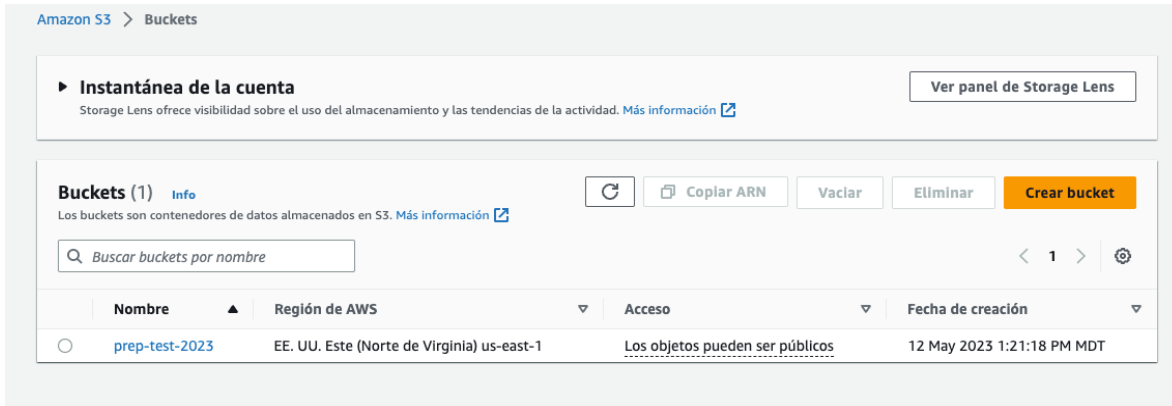 Amazon S3 > Buckets
Instantánea de la cuenta
Ver panel de Storage Lens
Storage Lens ofrece visibilidad sobre el uso del almacenamiento y las tendencias de la actividad. Más información
Buckets (1) Info
Copiar ARN Vaciar Eliminar Crear bucket
Los buckets son contenedores de datos almacenados en S3. Más información
Buscar buckets por nombre
1
Nombre Región de AWS Acceso Fecha de creación
prep-test-2023 EE. UU. Este (Norte de Virginia) us-east-1 Los objetos pueden ser públicos 12 May 2023 1:21:18 PM MDT